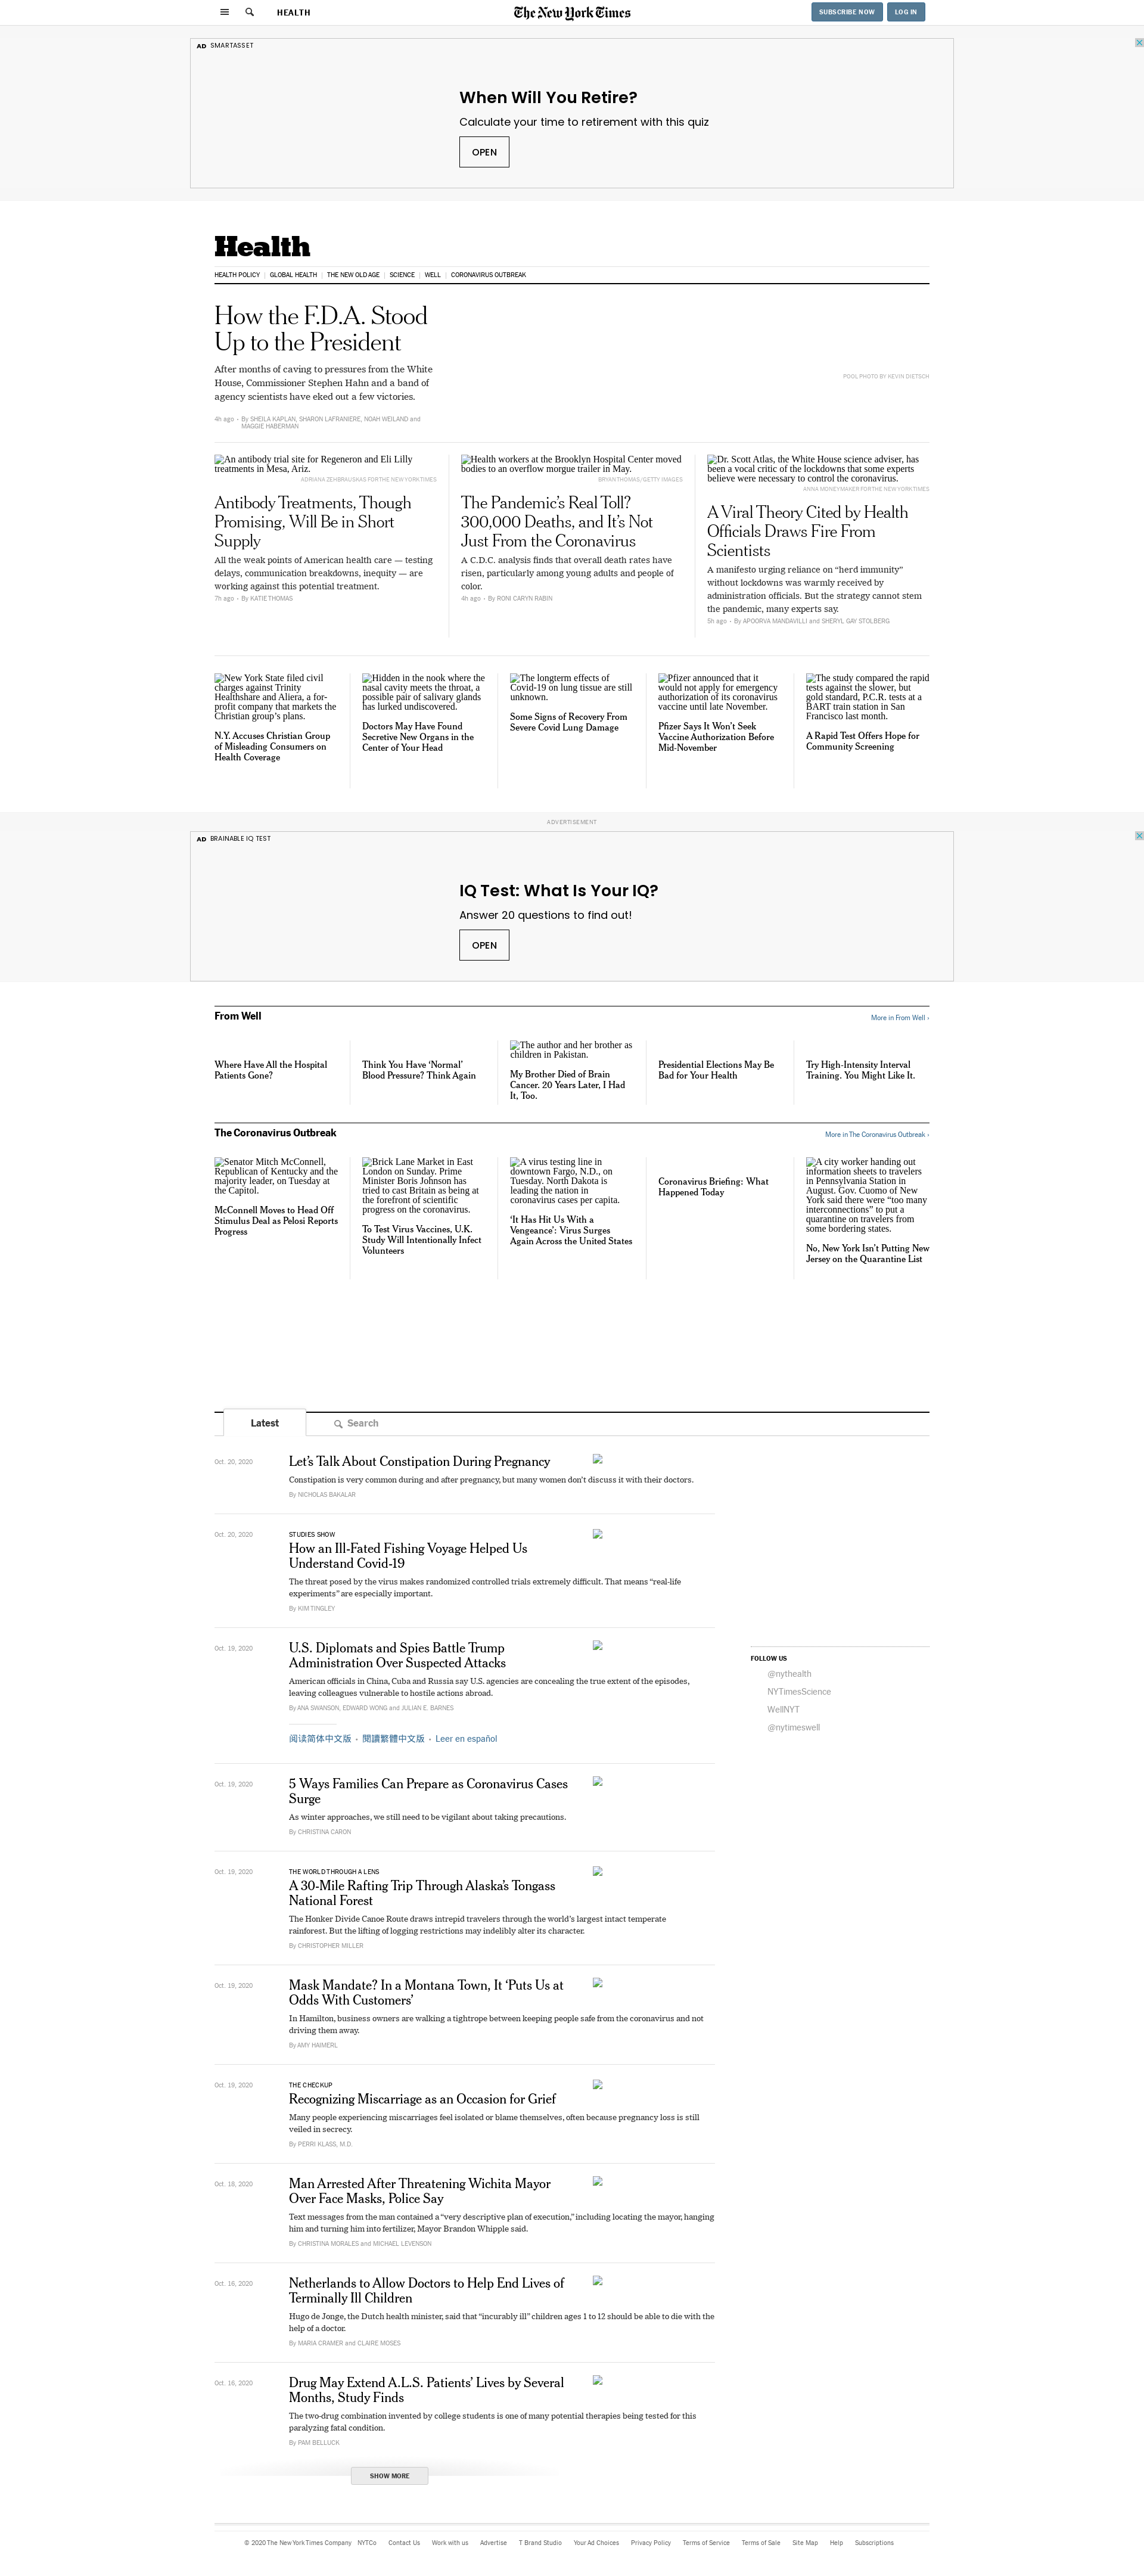 HEALTH
The New York Times
SUBSCRIBE NOW
LOG IN
AD SMARTASSET
When Will You Retire?
Calculate your time to retirement with this quiz
OPEN
Health
HEALTH POLICY | GLOBAL HEALTH | THE NEW OLD AGE | SCIENCE | WELL | CORONAVIRUS OUTBREAK
How the F.D.A. Stood
Up to the President
After months of caving to pressures from the White
House, Commissioner Stephen Hahn and a band of
agency scientists have eked out a few victories.
4h ago • By SHEILA KAPLAN, SHARON LAFRANIERE, NOAH WEILAND and
MAGGIE HABERMAN
POOL PHOTO BY KEVIN DIETSCH
An antibody trial site for Regeneron and Eli Lilly
treatments in Mesa, Ariz.
ADRIANA ZEHBRAUSKAS FOR THE NEW YORK TIMES
Antibody Treatments, Though
Promising, Will Be in Short
Supply
All the weak points of American health care — testing
delays, communication breakdowns, inequity — are
working against this potential treatment.
7h ago • By KATIE THOMAS
Health workers at the Brooklyn Hospital Center moved
bodies to an overflow morgue trailer in May.
BRYAN THOMAS/GETTY IMAGES
The Pandemic’s Real Toll?
300,000 Deaths, and It’s Not
Just From the Coronavirus
A C.D.C. analysis finds that overall death rates have
risen, particularly among young adults and people of
color.
4h ago • By RONI CARYN RABIN
Dr. Scott Atlas, the White House science adviser, has
been a vocal critic of the lockdowns that some experts
believe were necessary to control the coronavirus.
ANNA MONEYMAKER FOR THE NEW YORK TIMES
A Viral Theory Cited by Health
Officials Draws Fire From
Scientists
A manifesto urging reliance on “herd immunity”
without lockdowns was warmly received by
administration officials. But the strategy cannot stem
the pandemic, many experts say.
5h ago • By APOORVA MANDAVILLI and SHERYL GAY STOLBERG
New York State filed civil
charges against Trinity
Healthshare and Aliera, a for-
profit company that markets the
Christian group’s plans.
N.Y. Accuses Christian Group
of Misleading Consumers on
Health Coverage
Hidden in the nook where the
nasal cavity meets the throat, a
possible pair of salivary glands
has lurked undiscovered.
Doctors May Have Found
Secretive New Organs in the
Center of Your Head
The longterm effects of
Covid-19 on lung tissue are still
unknown.
Some Signs of Recovery From
Severe Covid Lung Damage
Pfizer announced that it
would not apply for emergency
authorization of its coronavirus
vaccine until late November.
Pfizer Says It Won’t Seek
Vaccine Authorization Before
Mid-November
The study compared the rapid
tests against the slower, but
gold standard, P.C.R. tests at a
BART train station in San
Francisco last month.
A Rapid Test Offers Hope for
Community Screening
ADVERTISEMENT
AD BRAINABLE IQ TEST
IQ Test: What Is Your IQ?
Answer 20 questions to find out!
OPEN
From Well
More in From Well ›
Where Have All the Hospital
Patients Gone?
Think You Have ‘Normal’
Blood Pressure? Think Again
The author and her brother as
children in Pakistan.
My Brother Died of Brain
Cancer. 20 Years Later, I Had
It, Too.
Presidential Elections May Be
Bad for Your Health
Try High-Intensity Interval
Training. You Might Like It.
The Coronavirus Outbreak
More in The Coronavirus Outbreak ›
Senator Mitch McConnell,
Republican of Kentucky and the
majority leader, on Tuesday at
the Capitol.
McConnell Moves to Head Off
Stimulus Deal as Pelosi Reports
Progress
Brick Lane Market in East
London on Sunday. Prime
Minister Boris Johnson has
tried to cast Britain as being at
the forefront of scientific
progress on the coronavirus.
To Test Virus Vaccines, U.K.
Study Will Intentionally Infect
Volunteers
A virus testing line in
downtown Fargo, N.D., on
Tuesday. North Dakota is
leading the nation in
coronavirus cases per capita.
‘It Has Hit Us With a
Vengeance’: Virus Surges
Again Across the United States
Coronavirus Briefing: What
Happened Today
A city worker handing out
information sheets to travelers
in Pennsylvania Station in
August. Gov. Cuomo of New
York said there were “too many
interconnections” to put a
quarantine on travelers from
some bordering states.
No, New York Isn’t Putting New
Jersey on the Quarantine List
Latest
Search
Oct. 20, 2020
Let’s Talk About Constipation During Pregnancy
Constipation is very common during and after pregnancy, but many women don’t discuss it with their doctors.
By NICHOLAS BAKALAR
Oct. 20, 2020
STUDIES SHOW
How an Ill-Fated Fishing Voyage Helped Us
Understand Covid-19
The threat posed by the virus makes randomized controlled trials extremely difficult. That means “real-life
experiments” are especially important.
By KIM TINGLEY
Oct. 19, 2020
U.S. Diplomats and Spies Battle Trump
Administration Over Suspected Attacks
American officials in China, Cuba and Russia say U.S. agencies are concealing the true extent of the episodes,
leaving colleagues vulnerable to hostile actions abroad.
By ANA SWANSON, EDWARD WONG and JULIAN E. BARNES
阅读简体中文版 • 閱讀繁體中文版 • Leer en español
FOLLOW US
@nythealth
NYTimesScience
WellNYT
@nytimeswell
Oct. 19, 2020
5 Ways Families Can Prepare as Coronavirus Cases
Surge
As winter approaches, we still need to be vigilant about taking precautions.
By CHRISTINA CARON
Oct. 19, 2020
THE WORLD THROUGH A LENS
A 30-Mile Rafting Trip Through Alaska’s Tongass
National Forest
The Honker Divide Canoe Route draws intrepid travelers through the world’s largest intact temperate
rainforest. But the lifting of logging restrictions may indelibly alter its character.
By CHRISTOPHER MILLER
Oct. 19, 2020
Mask Mandate? In a Montana Town, It ‘Puts Us at
Odds With Customers’
In Hamilton, business owners are walking a tightrope between keeping people safe from the coronavirus and not
driving them away.
By AMY HAIMERL
Oct. 19, 2020
THE CHECKUP
Recognizing Miscarriage as an Occasion for Grief
Many people experiencing miscarriages feel isolated or blame themselves, often because pregnancy loss is still
veiled in secrecy.
By PERRI KLASS, M.D.
Oct. 18, 2020
Man Arrested After Threatening Wichita Mayor
Over Face Masks, Police Say
Text messages from the man contained a “very descriptive plan of execution,” including locating the mayor, hanging
him and turning him into fertilizer, Mayor Brandon Whipple said.
By CHRISTINA MORALES and MICHAEL LEVENSON
Oct. 16, 2020
Netherlands to Allow Doctors to Help End Lives of
Terminally Ill Children
Hugo de Jonge, the Dutch health minister, said that “incurably ill” children ages 1 to 12 should be able to die with the
help of a doctor.
By MARIA CRAMER and CLAIRE MOSES
Oct. 16, 2020
Drug May Extend A.L.S. Patients’ Lives by Several
Months, Study Finds
The two-drug combination invented by college students is one of many potential therapies being tested for this
paralyzing fatal condition.
By PAM BELLUCK
SHOW MORE
© 2020 The New York Times Company NYTCo Contact Us Work with us Advertise T Brand Studio Your Ad Choices Privacy Policy Terms of Service Terms of Sale Site Map Help Subscriptions